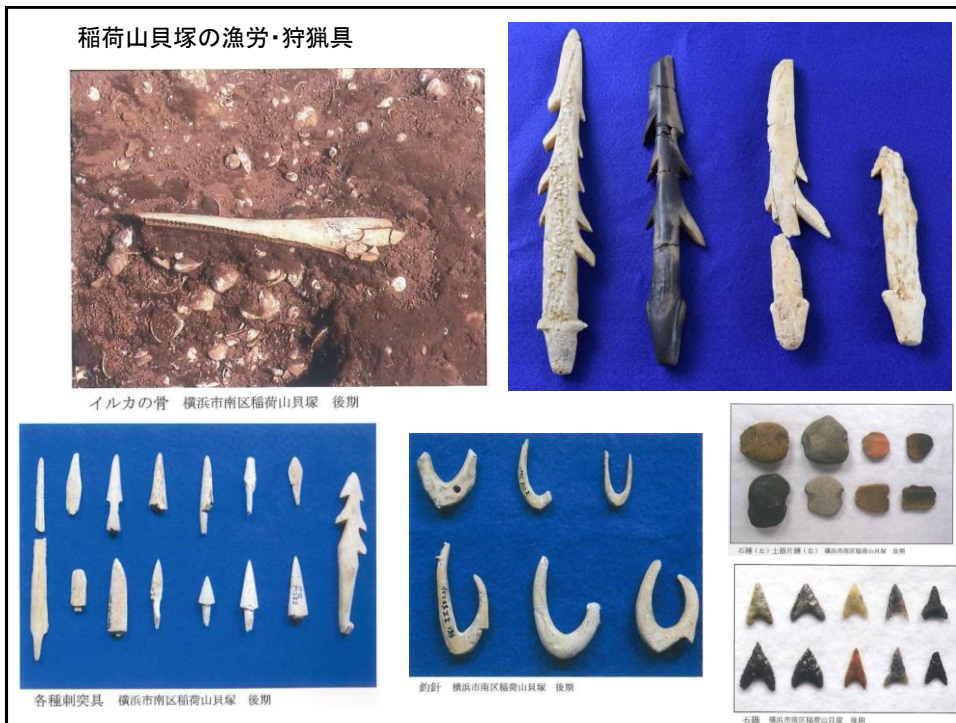 稲荷山貝塚の漁労・狩猟具
イルカの骨 横浜市南区稲荷山貝塚 後期
各種刺突具 横浜市南区稲荷山貝塚 後期
釣針 横浜市南区稲荷山貝塚 後期
石錘(左)土器片錘(右) 横浜市南区稲荷山貝塚 後期
石鏃 横浜市南区稲荷山貝塚 後期